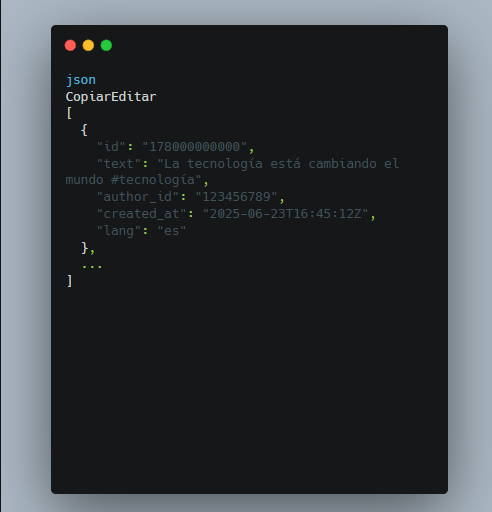 json
CopiarEditar
[
  {
    "id": "178000000000",
    "text": "La tecnología está cambiando el
mundo #tecnología",
    "author_id": "123456789",
    "created_at": "2025-06-23T16:45:12Z",
    "lang": "es"
  },
  ...
]